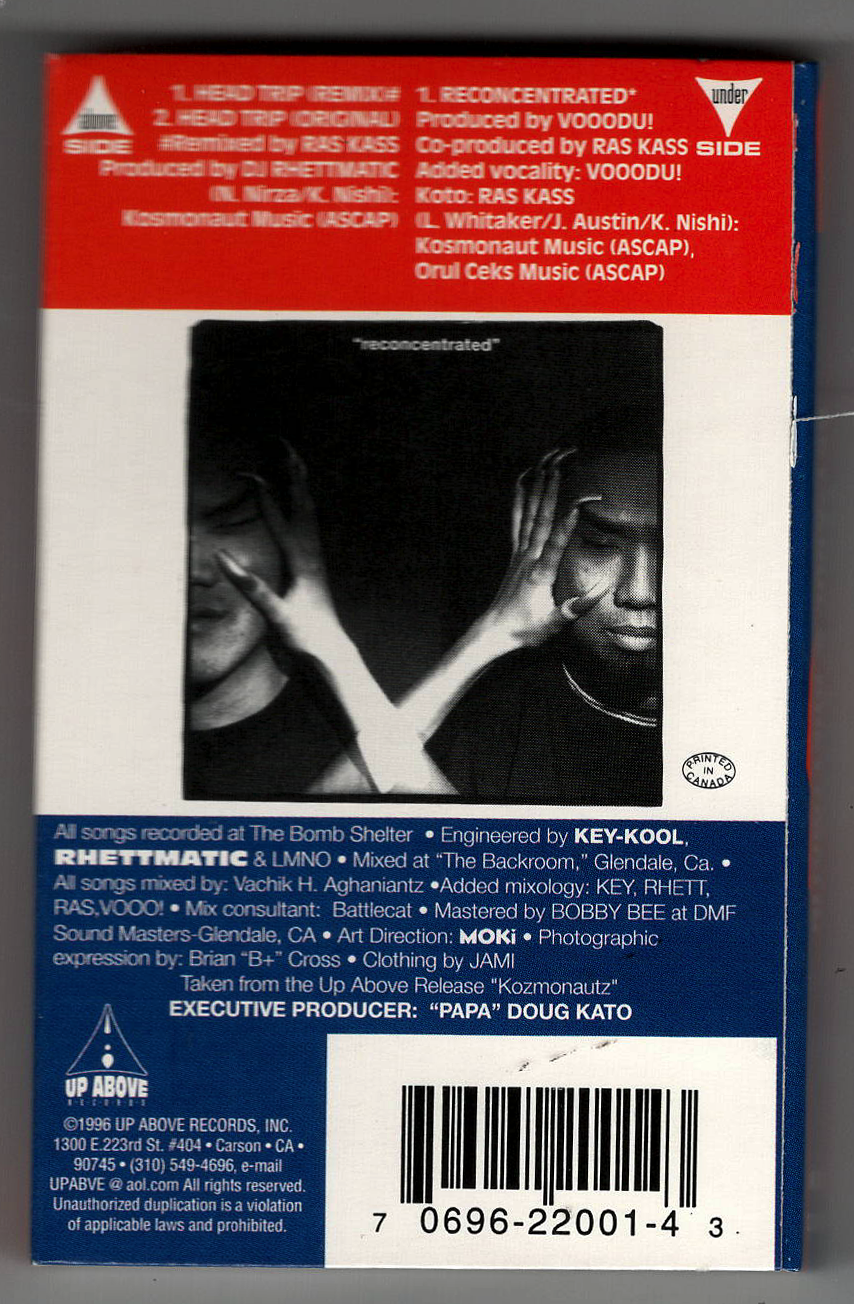 above
SIDE
1. HEAD TRIP (REMIX)#
2. HEAD TRIP (ORIGINAL)
#Remixed by RAS KASS
Produced by DJ RHETTMATIC
(N. Nirza/K. Nishi):
Kosmonaut Music (ASCAP)
1. RECONCENTRATED*
Produced by VOOODU!
Co-produced by RAS KASS
Added vocality: VOOODU!
Koto: RAS KASS
(L. Whitaker/J. Austin/K. Nishi):
Kosmonaut Music (ASCAP),
Orul Ceks Music (ASCAP)
under
SIDE
"reconcentrated"
PRINTED
IN
CANADA
All songs recorded at The Bomb Shelter • Engineered by KEY-KOOL,
RHETTMATIC & LMNO • Mixed at “The Backroom,” Glendale, Ca. •
All songs mixed by: Vachik H. Aghaniantz •Added mixology: KEY, RHETT,
RAS,VOOO! • Mix consultant: Battlecat • Mastered by BOBBY BEE at DMF
Sound Masters-Glendale, CA • Art Direction: MOKi • Photographic
expression by: Brian “B+” Cross • Clothing by JAMI
Taken from the Up Above Release "Kozmonautz"
EXECUTIVE PRODUCER: “PAPA” DOUG KATO
UP ABOVE
RECORDS
©1996 UP ABOVE RECORDS, INC.
1300 E.223rd St. #404 • Carson • CA •
90745 • (310) 549-4696, e-mail
UPABVE @ aol.com All rights reserved.
Unauthorized duplication is a violation
of applicable laws and prohibited.
7 0696-22001-4 3